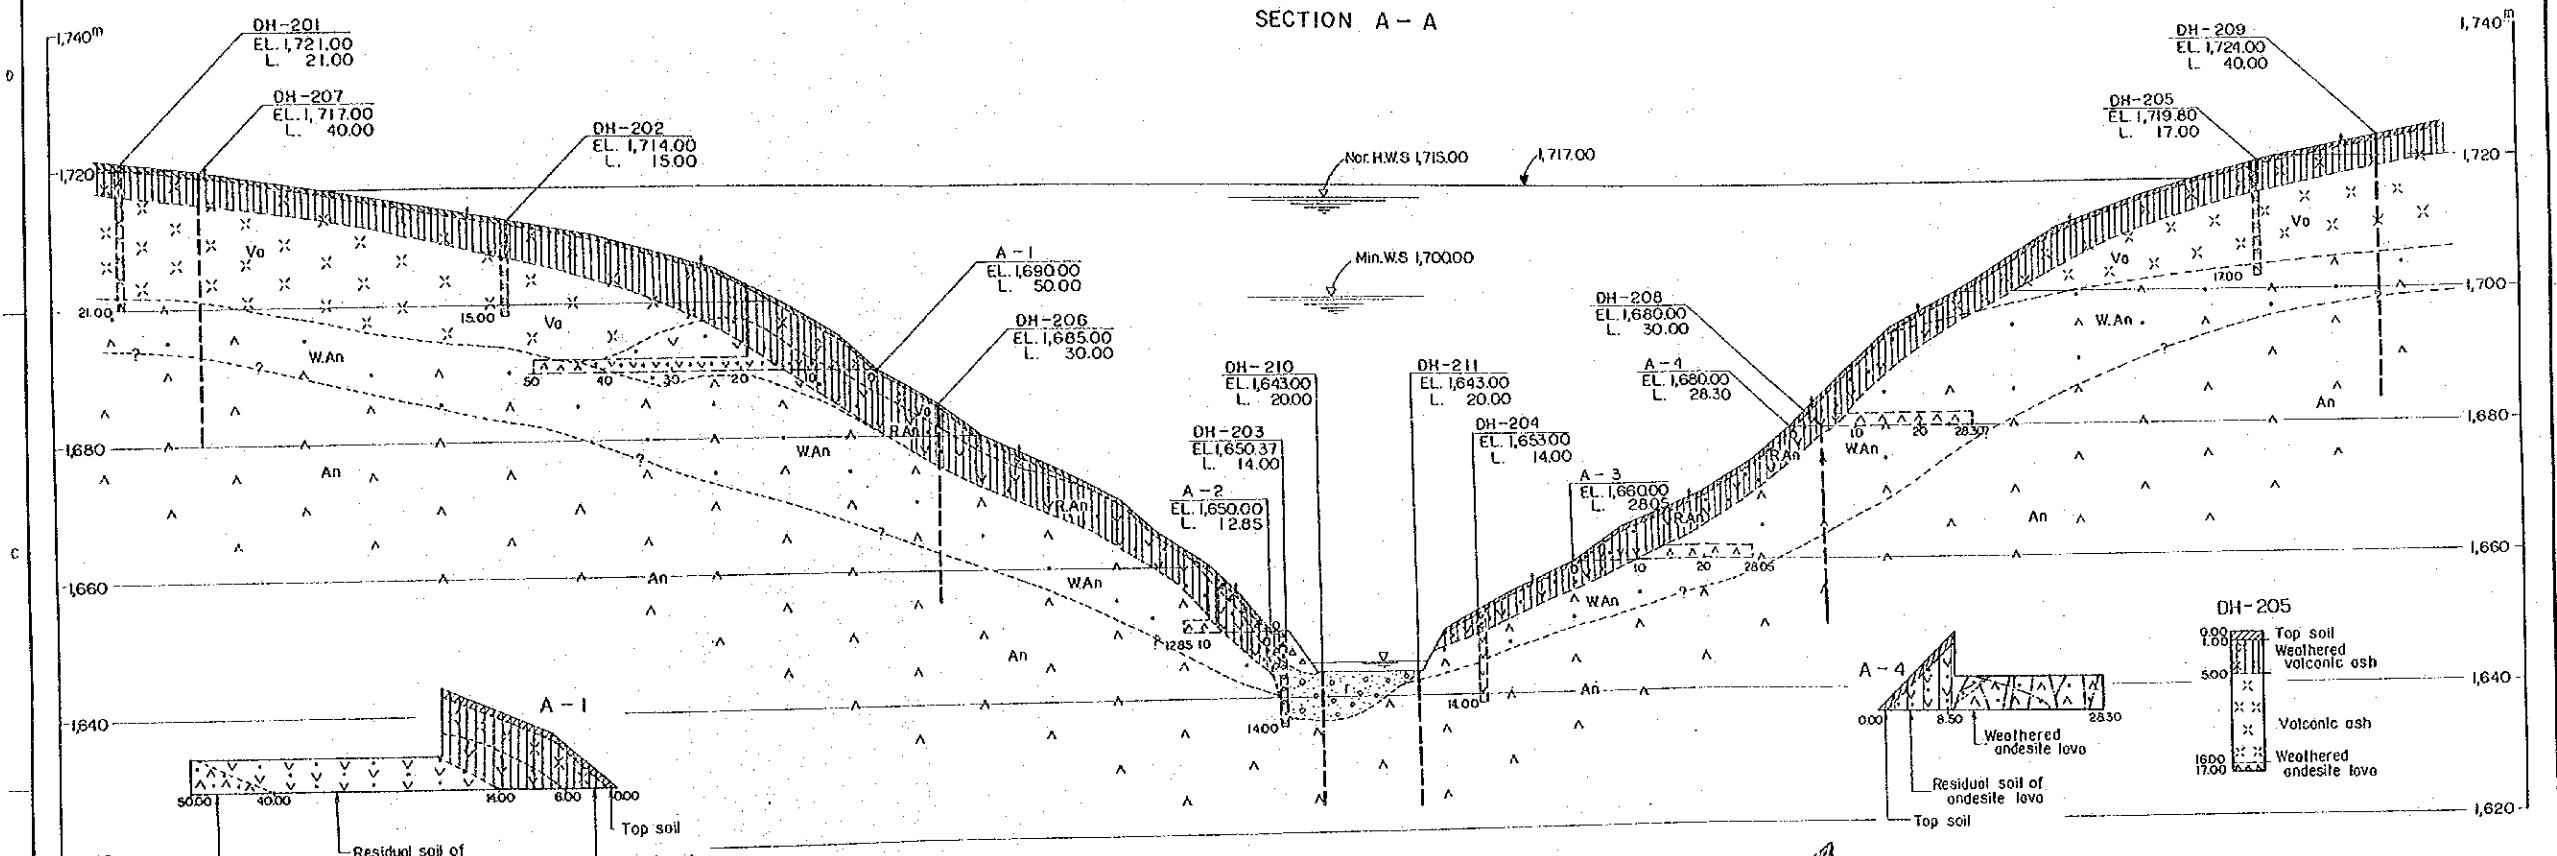 SECTION A - A
1,740m
1,720
1,680
1,660
1,640
D
C
DH-201
EL. 1,721.00
L. 21.00
DH-207
EL. 1,717.00
L. 40.00
DH-202
EL. 1,714.00
L. 15.00
A - 1
EL. 1,690.00
L. 50.00
DH-206
EL. 1,685.00
L. 30.00
Nor. H.W.S 1,715.00
1,717.00
Min. W.S 1,700.00
DH-210
EL. 1,643.00
L. 20.00
DH-211
EL. 1,643.00
L. 20.00
DH-203
EL. 1,650.37
L. 14.00
A - 2
EL. 1,650.00
L. 12.85
DH-204
EL. 1,653.00
L. 14.00
A - 3
EL. 1,660.00
L. 28.05
DH-208
EL. 1,680.00
L. 30.00
A - 4
EL. 1,680.00
L. 28.30
DH-205
EL. 1,719.80
L. 17.00
DH-209
EL. 1,724.00
L. 40.00
1,740m
1,720
1,700
1,680
1,660
1,640
1,620
Va
Va
Va
Va
Va
W.An
W.An
W.An
W.An
W.An
W.An
An
An
An
An
An
An
R.An
R.An
R.An
R.An
r
21.00
15.00
50 40 30 20 10 0
12.85 10
14.00
14.00
0 10 20 28.05
0 10 20 28.30
17.00
? ? ? ? ?
? ? ? ?
A - 1
50.00 40.00 14.00 6.00 0.00
Top soil
Residual soil of
A - 4
0.00 8.50 28.30
Weathered
andesite lava
Residual soil of
andesite lava
Top soil
DH-205
0.00 Top soil
1.00 Weathered
volcanic ash
5.00
Volcanic ash
16.00 Weathered
17.00 andesite lava